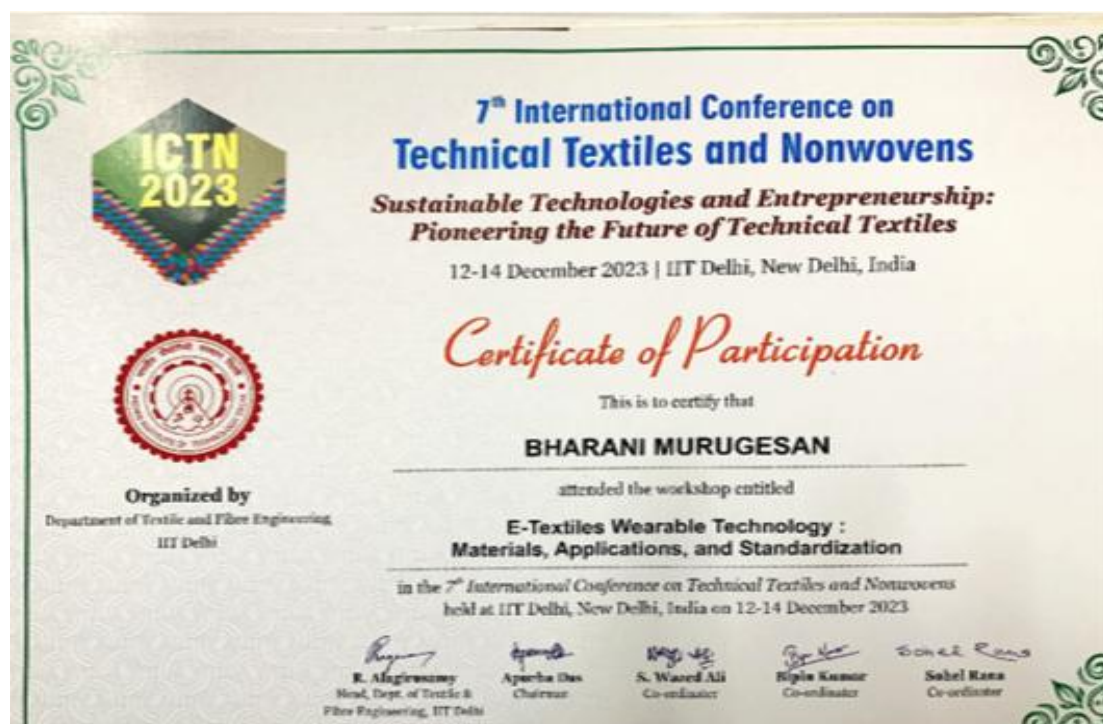 ICTN
2023
7th International Conference on
Technical Textiles and Nonwovens
Sustainable Technologies and Entrepreneurship:
Pioneering the Future of Technical Textiles
12-14 December 2023 | IIT Delhi, New Delhi, India
Certificate of Participation
This is to certify that
BHARANI MURUGESAN
attended the workshop entitled
E-Textiles Wearable Technology :
Materials, Applications, and Standardization
in the 7th International Conference on Technical Textiles and Nonwovens
held at IIT Delhi, New Delhi, India on 12-14 December 2023
Organized by
Department of Textile and Fibre Engineering
IIT Delhi
R. Alagirusamy
Head, Dept. of Textile &
Fibre Engineering, IIT Delhi
Apurba Das
Chairman
S. Wazed Ali
Co-ordinator
Bipin Kumar
Co-ordinator
Sohel Rana
Sohel Rana
Co-ordinator